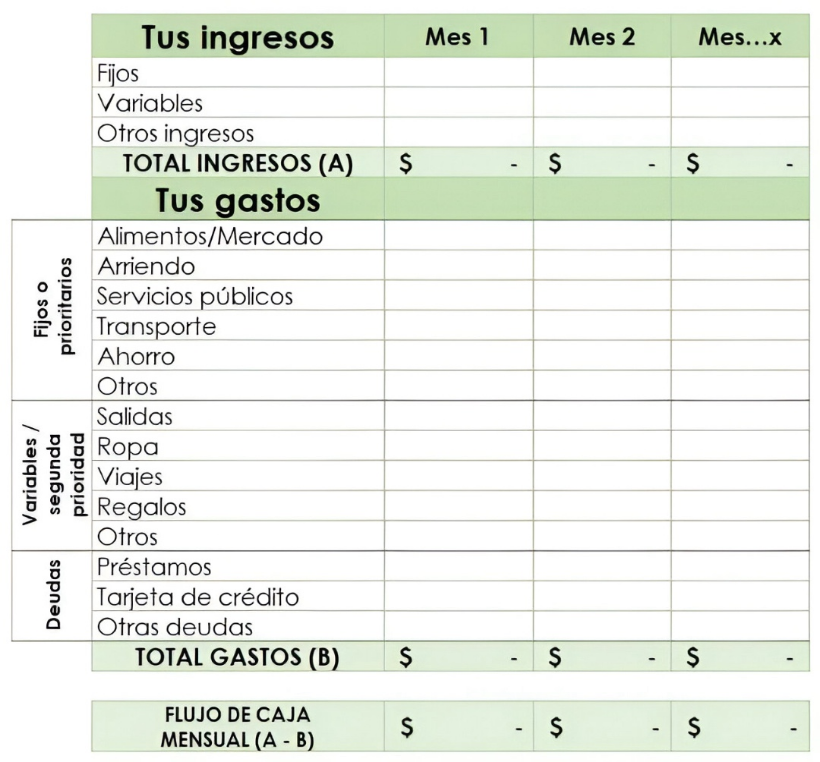 Tus ingresos Mes 1 Mes 2 Mes...x
Fijos
Variables
Otros ingresos
TOTAL INGRESOS (A) $ - $ - $ -
Tus gastos
Fijos o
prioritarios
Alimentos/Mercado
Arriendo
Servicios públicos
Transporte
Ahorro
Otros
Variables /
segunda
prioridad
Salidas
Ropa
Viajes
Regalos
Otros
Deudas
Préstamos
Tarjeta de crédito
Otras deudas
TOTAL GASTOS (B) $ - $ - $ -
FLUJO DE CAJA
MENSUAL (A - B) $ - $ - $ -